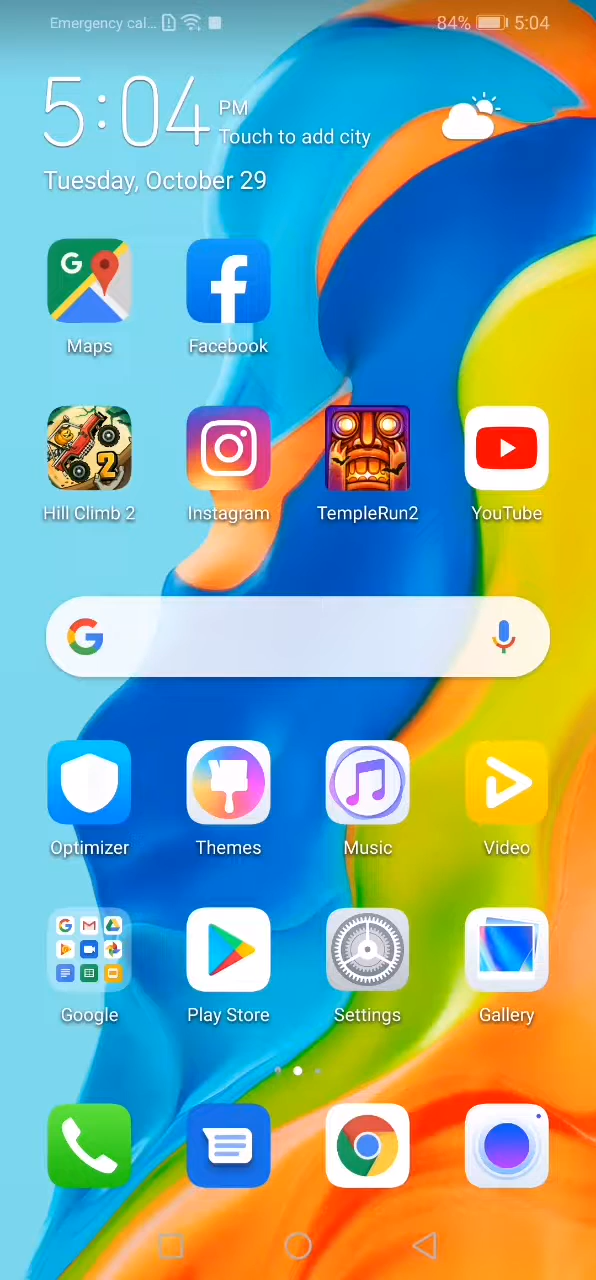 Emergency cal... 84% 5:04
5:04 PM
Touch to add city
Tuesday, October 29
Maps Facebook
Hill Climb 2 Instagram TempleRun2 YouTube
Optimizer Themes Music Video
Google Play Store Settings Gallery